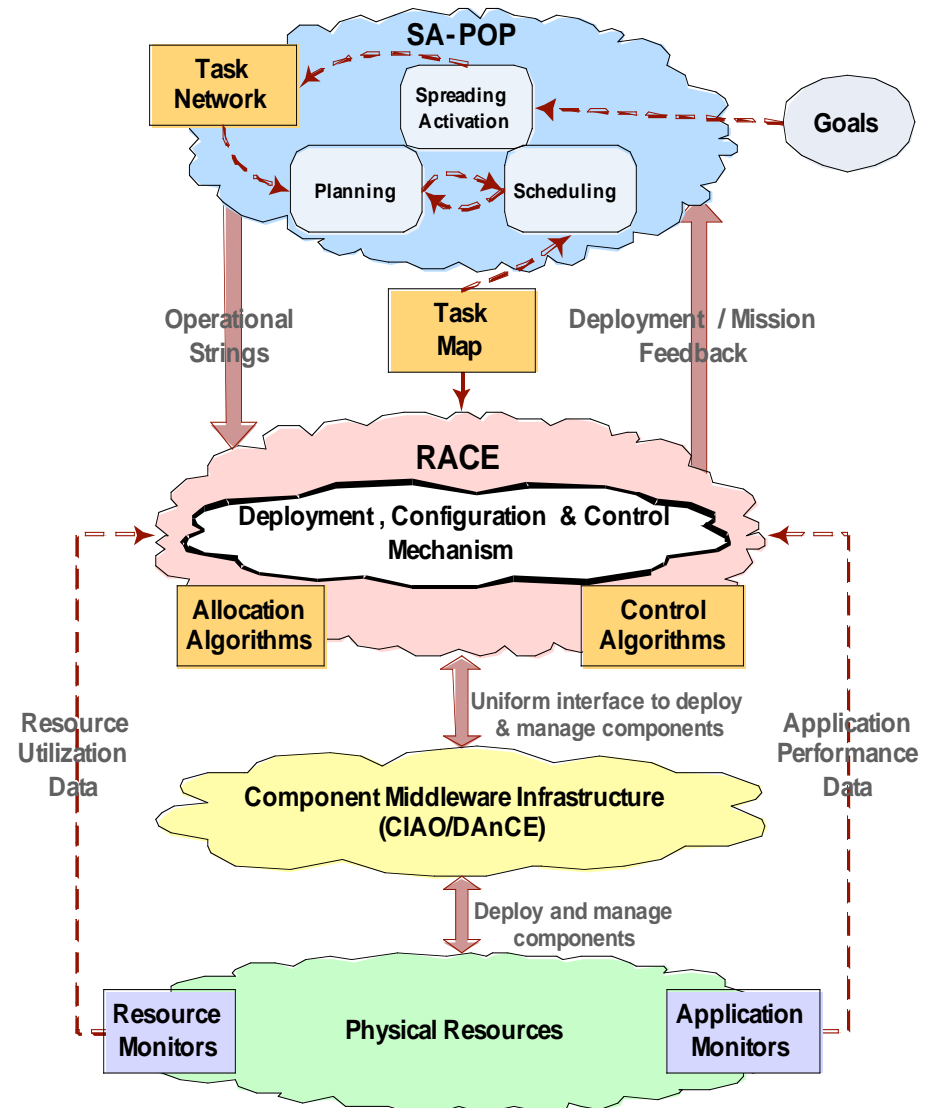 SA-POP
Task
Network
Spreading
Activation
Goals
Planning
Scheduling
Operational
Strings
Task
Map
Deployment / Mission
Feedback
RACE
Deployment , Configuration & Control
Mechanism
Allocation
Algorithms
Control
Algorithms
Resource
Utilization
Data
Uniform interface to deploy
& manage components
Application
Performance
Data
Component Middleware Infrastructure
(CIAO/DAnCE)
Deploy and manage
components
Resource
Monitors
Physical Resources
Application
Monitors